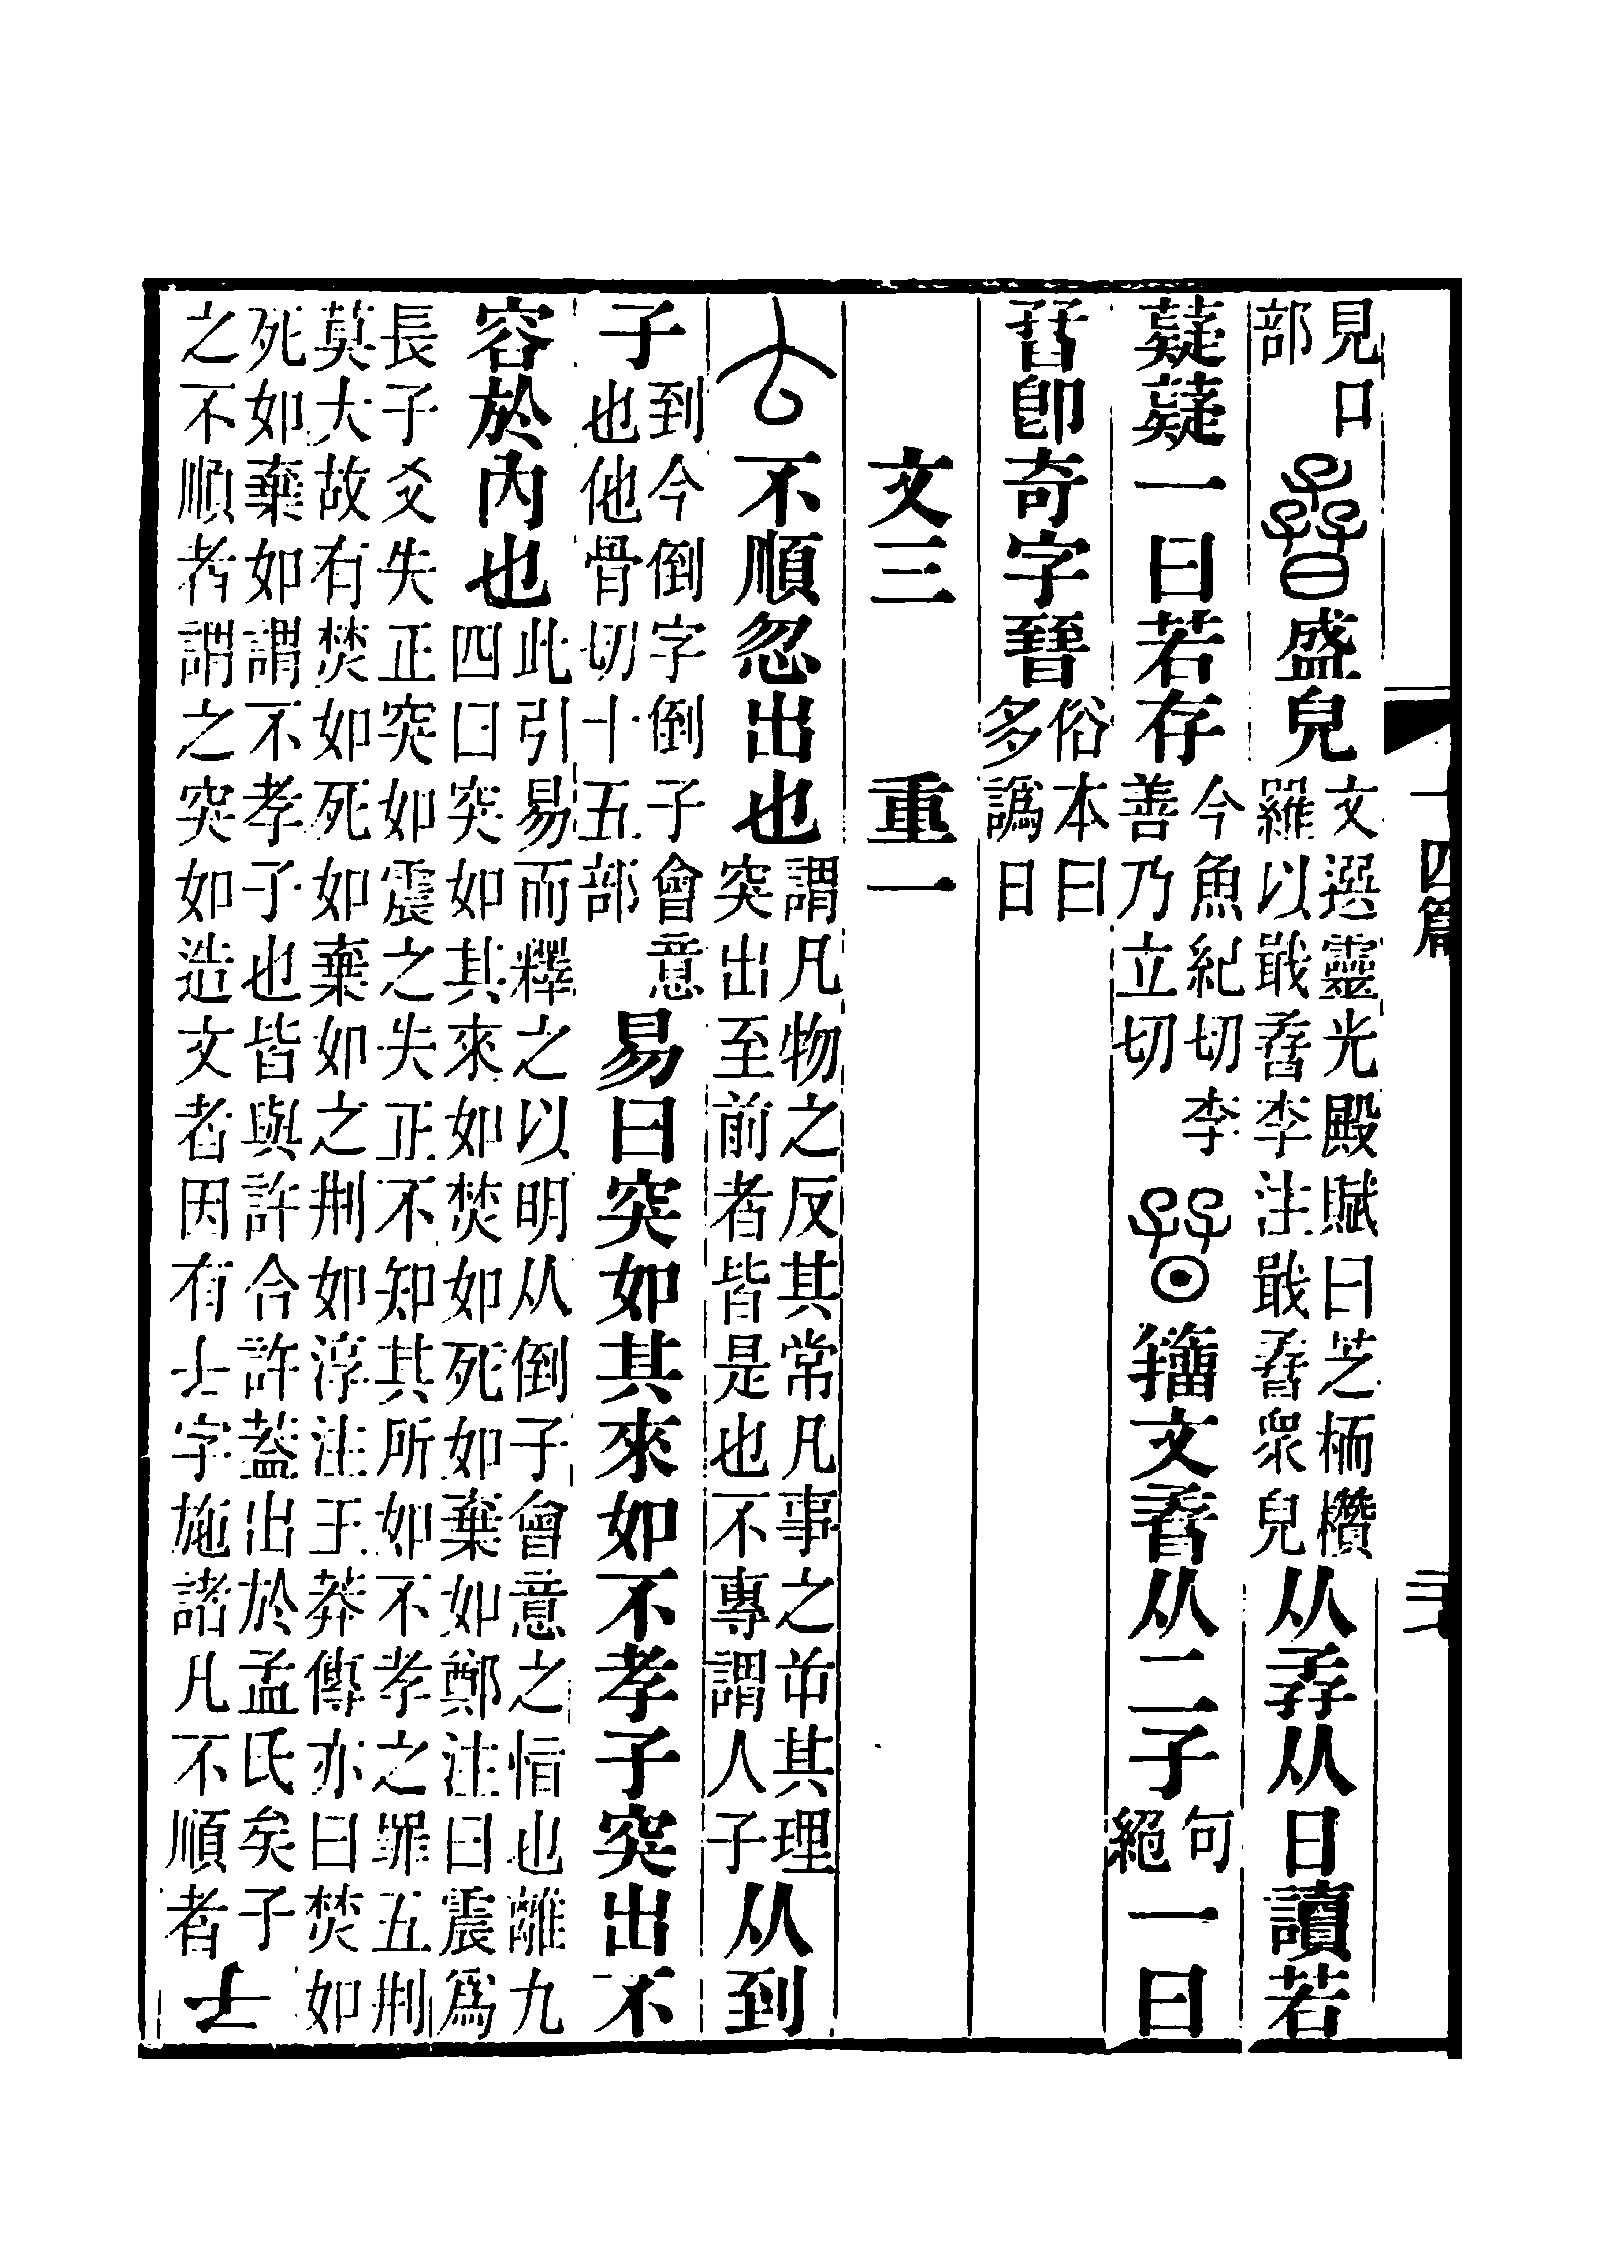 見口部盛皃文選靈光殿賦曰芝栭欑羅以戢孴李注戢孴眾皃从孨从日讀若
薿薿一曰若存今魚紀切李善乃立切籒文孴从二子句絕一曰
㬜卽奇字晉俗本曰多譌日
文三　重一
𠫓不順忽出也謂凡物之反其常凡事之屰其理突出至前者皆是也不專謂人子从到
子到今倒字倒子會意也他骨切十五部易曰突如其來如不孝子突出不
容於內也此引易而釋之以明从倒子會意之恉也離九四曰突如其來如焚如死如棄如鄭注曰震爲
長子爻失正突如震之失正不知其所如不孝之罪五荆莫大故有焚如死如棄如之荆如淳注王莽傳亦曰焚如
死如棄如謂不孝子也皆與許合許葢出於孟氏矣子之不順者謂之突如造文者因有𠫓字施諸凡不順者𠫓
十四篇